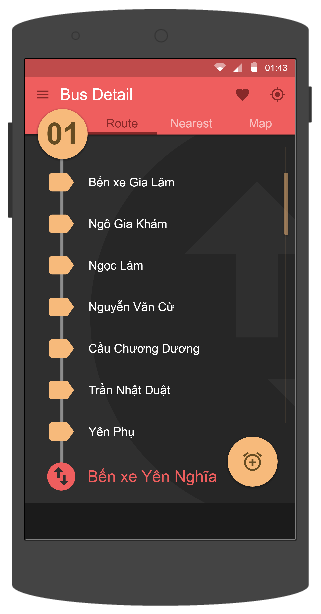 01:43
Bus Detail
01
Route
Nearest
Map
Bến xe Gia Lâm
Ngô Gia Khảm
Ngọc Lâm
Nguyễn Văn Cừ
Cầu Chương Dương
Trần Nhật Duật
Yên Phụ
Bến xe Yên Nghĩa